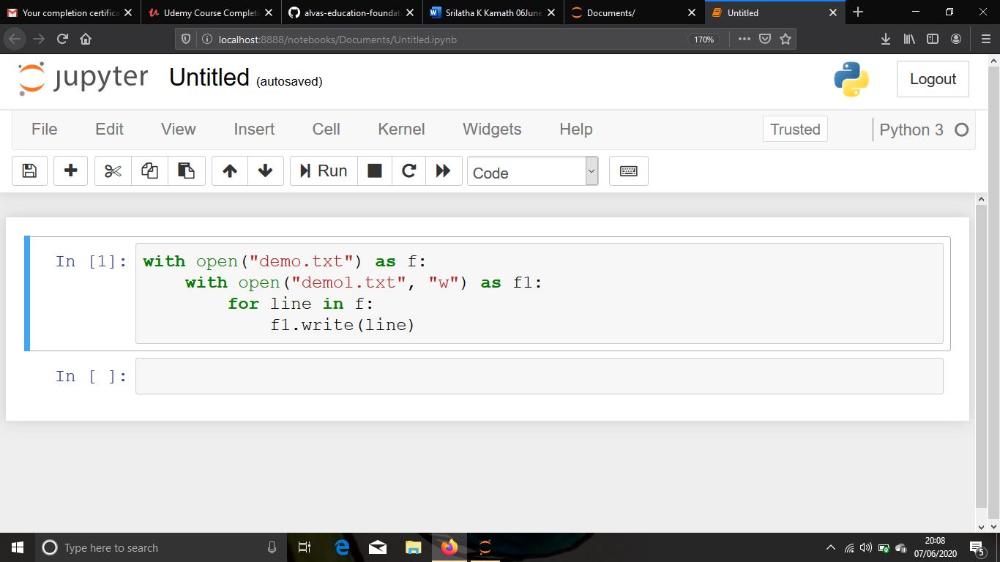 Your completion certifica
Udemy Course Completi
alvas-education-foundat
Srilatha K Kamath 06June
Documents/
Untitled
localhost:8888/notebooks/Documents/Untitled.ipynb
170%
jupyter Untitled (autosaved)
Logout
File Edit View Insert Cell Kernel Widgets Help
Trusted
Python 3
Run
Code
In [1]:
with open("demo.txt") as f:
    with open("demo1.txt", "w") as f1:
        for line in f:
            f1.write(line)
In [ ]:
Type here to search
20:08
07/06/2020
5